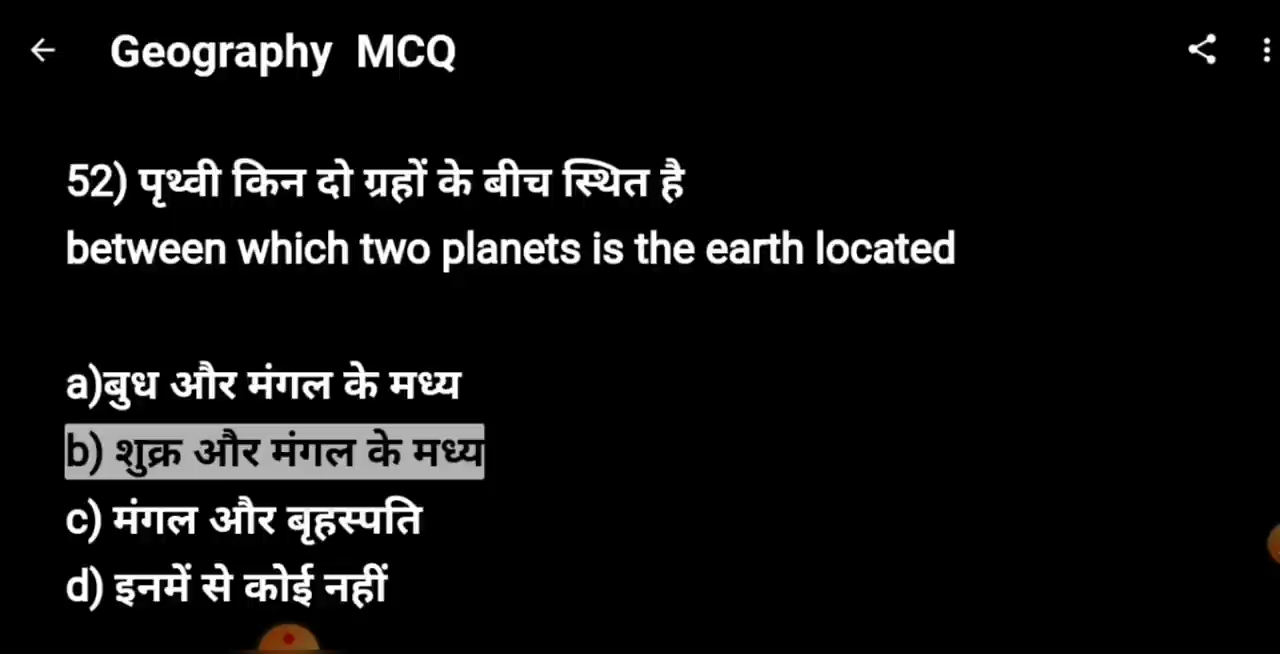 Geography MCQ
52) पृथ्वी किन दो ग्रहों के बीच स्थित है
between which two planets is the earth located
a)बुध और मंगल के मध्य
b) शुक्र और मंगल के मध्य
c) मंगल और बृहस्पति
d) इनमें से कोई नहीं